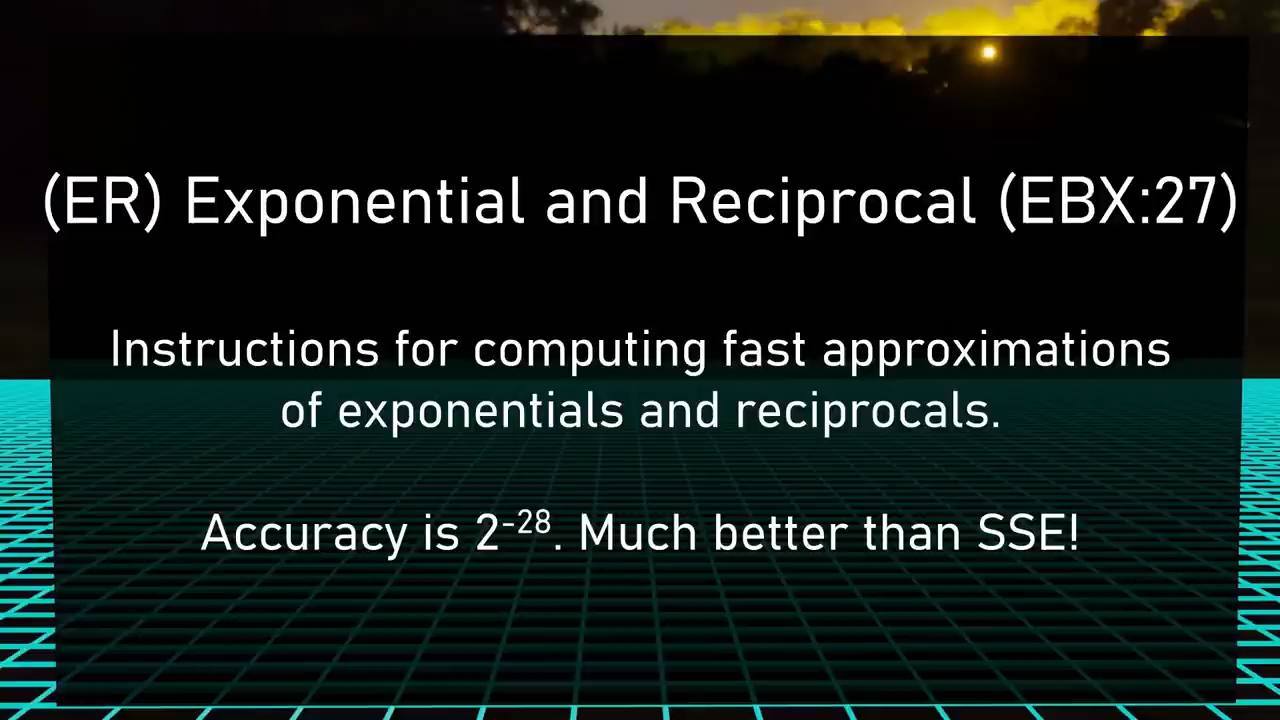 (ER) Exponential and Reciprocal (EBX:27)
Instructions for computing fast approximations
of exponentials and reciprocals.
Accuracy is 2⁻²⁸. Much better than SSE!